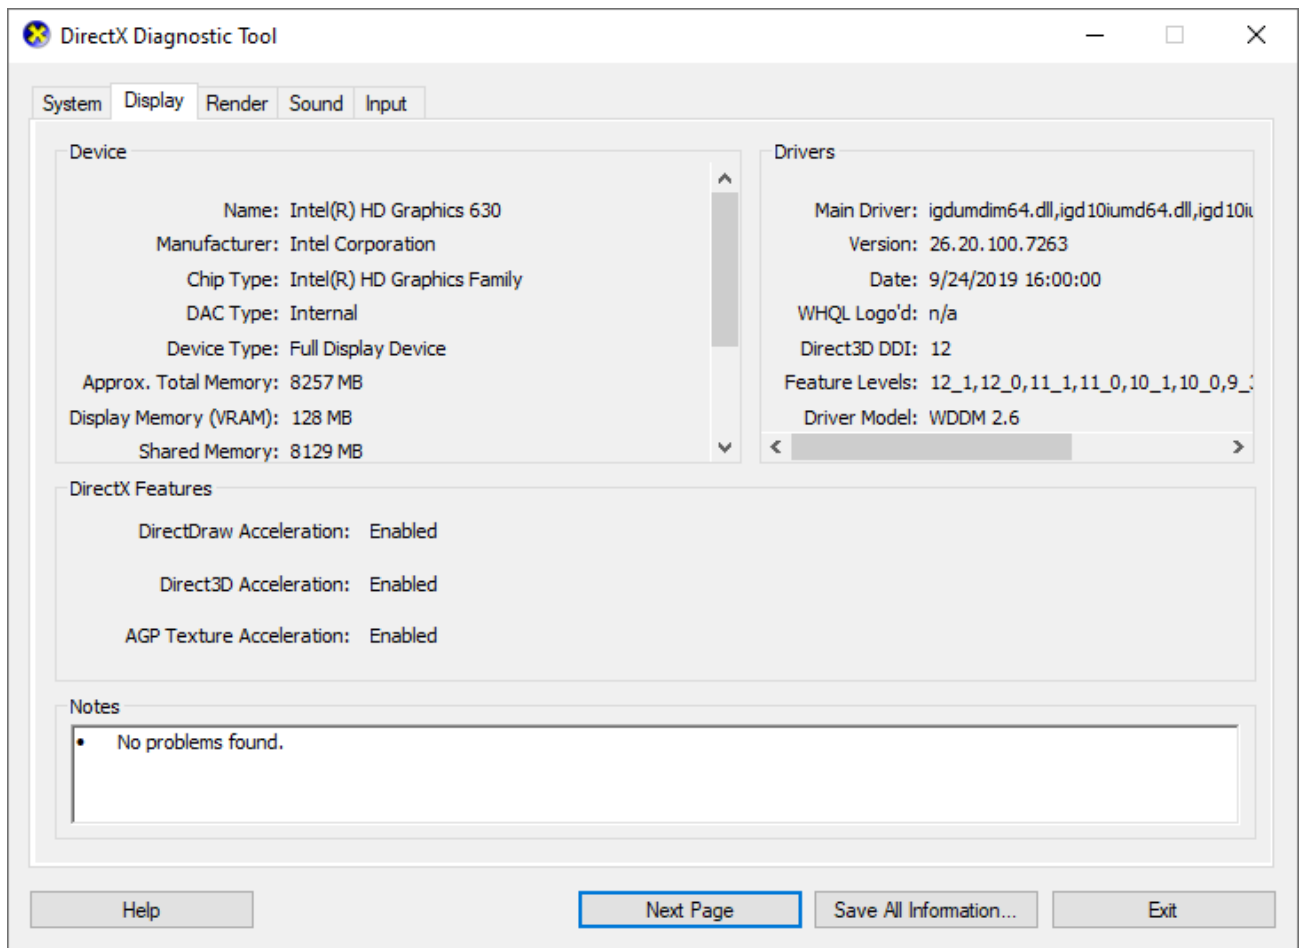 DirectX Diagnostic Tool
System Display Render Sound Input
Device
Name: Intel(R) HD Graphics 630
Manufacturer: Intel Corporation
Chip Type: Intel(R) HD Graphics Family
DAC Type: Internal
Device Type: Full Display Device
Approx. Total Memory: 8257 MB
Display Memory (VRAM): 128 MB
Shared Memory: 8129 MB
Drivers
Main Driver: igdumdim64.dll,igd10iumd64.dll,igd10iu
Version: 26.20.100.7263
Date: 9/24/2019 16:00:00
WHQL Logo'd: n/a
Direct3D DDI: 12
Feature Levels: 12_1,12_0,11_1,11_0,10_1,10_0,9_3
Driver Model: WDDM 2.6
DirectX Features
DirectDraw Acceleration: Enabled
Direct3D Acceleration: Enabled
AGP Texture Acceleration: Enabled
Notes
• No problems found.
Help Next Page Save All Information... Exit